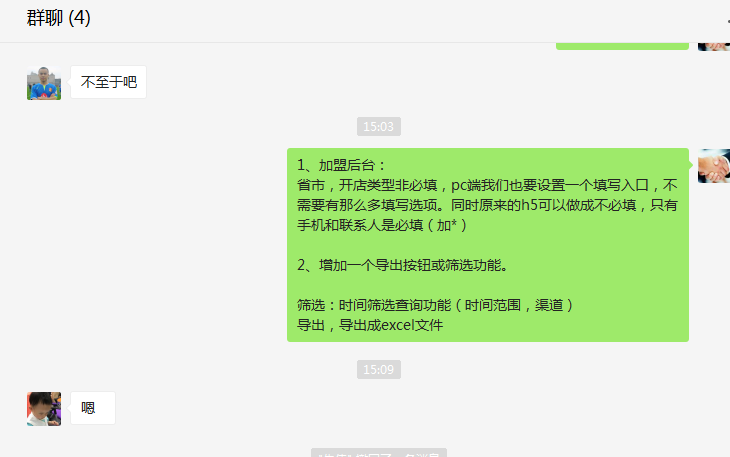 群聊 (4)
不至于吧
15:03
1、加盟后台：
省市，开店类型非必填，pc端我们也要设置一个填写入口，不
需要有那么多填写选项。同时原来的h5可以做成不必填，只有
手机和联系人是必填（加*）
2、增加一个导出按钮或筛选功能。
筛选：时间筛选查询功能（时间范围，渠道）
导出，导出成excel文件
15:09
嗯